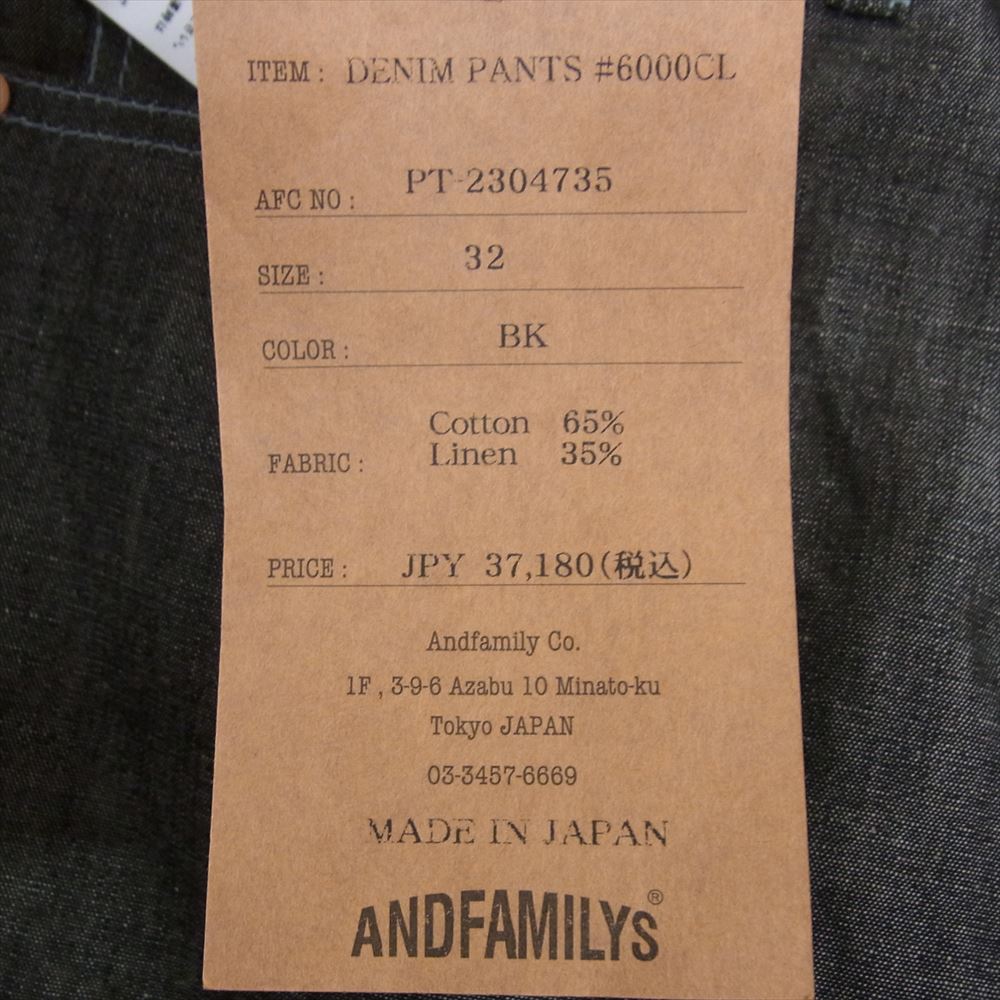 ITEM : DENIM PANTS #6000CL
AFC NO : PT-2304735
SIZE : 32
COLOR : BK
Cotton 65%
FABRIC : Linen 35%
PRICE : JPY 37,180(税込)
Andfamily Co.
1F , 3-9-6 Azabu 10 Minato-ku
Tokyo JAPAN
03-3457-6669
MADE IN JAPAN
ANDFAMILYS®